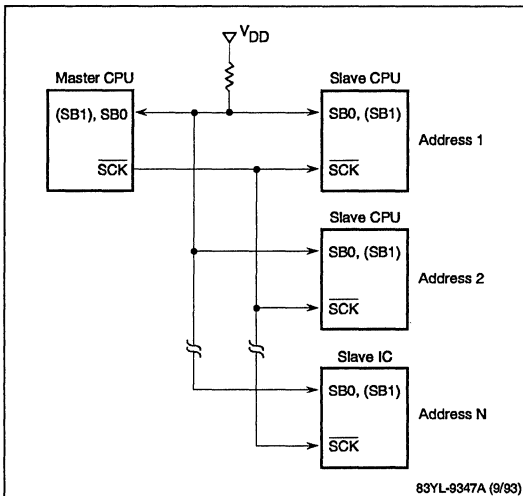 VDD
Master CPU
(SB1), SB0
SCK
Slave CPU
SB0, (SB1)
SCK
Address 1
Slave CPU
SB0, (SB1)
SCK
Address 2
Slave IC
SB0, (SB1)
SCK
Address N
83YL-9347A (9/93)